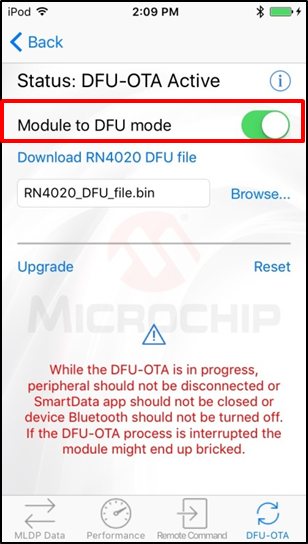 iPod 2:09 PM
Back
Status: DFU-OTA Active
Module to DFU mode
Download RN4020 DFU file
RN4020_DFU_file.bin Browse...
Upgrade Reset
MICROCHIP
While the DFU-OTA is in progress,
peripheral should not be disconnected or
SmartData app should not be closed or
device Bluetooth should not be turned off.
If the DFU-OTA process is interrupted the
module might end up bricked.
MLDP Data Performance Remote Command DFU-OTA